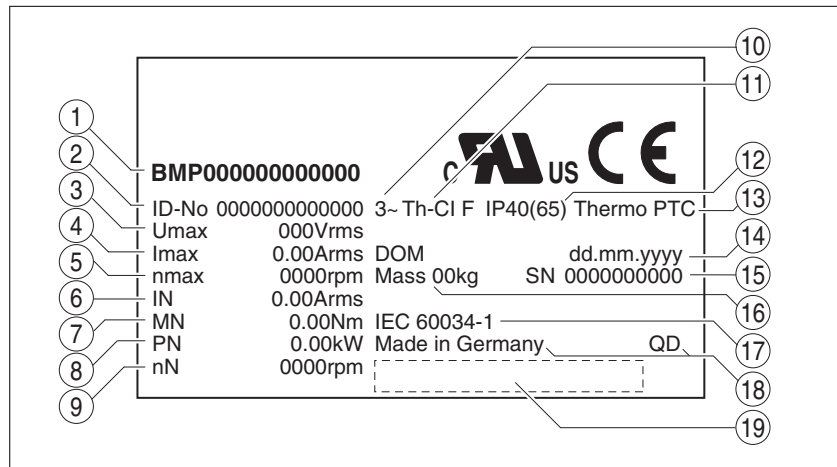 10
11
1
2
3
4
5
6
7
8
9
BMP000000000000
c RU US CE
12
13
14
15
16
17
18
19
ID-No 0000000000000 3~ Th-Cl F IP40(65) Thermo PTC
Umax 000Vrms
Imax 0.00Arms DOM dd.mm.yyyy
nmax 0000rpm Mass 00kg SN 0000000000
IN 0.00Arms
MN 0.00Nm IEC 60034-1
PN 0.00kW Made in Germany QD
nN 0000rpm